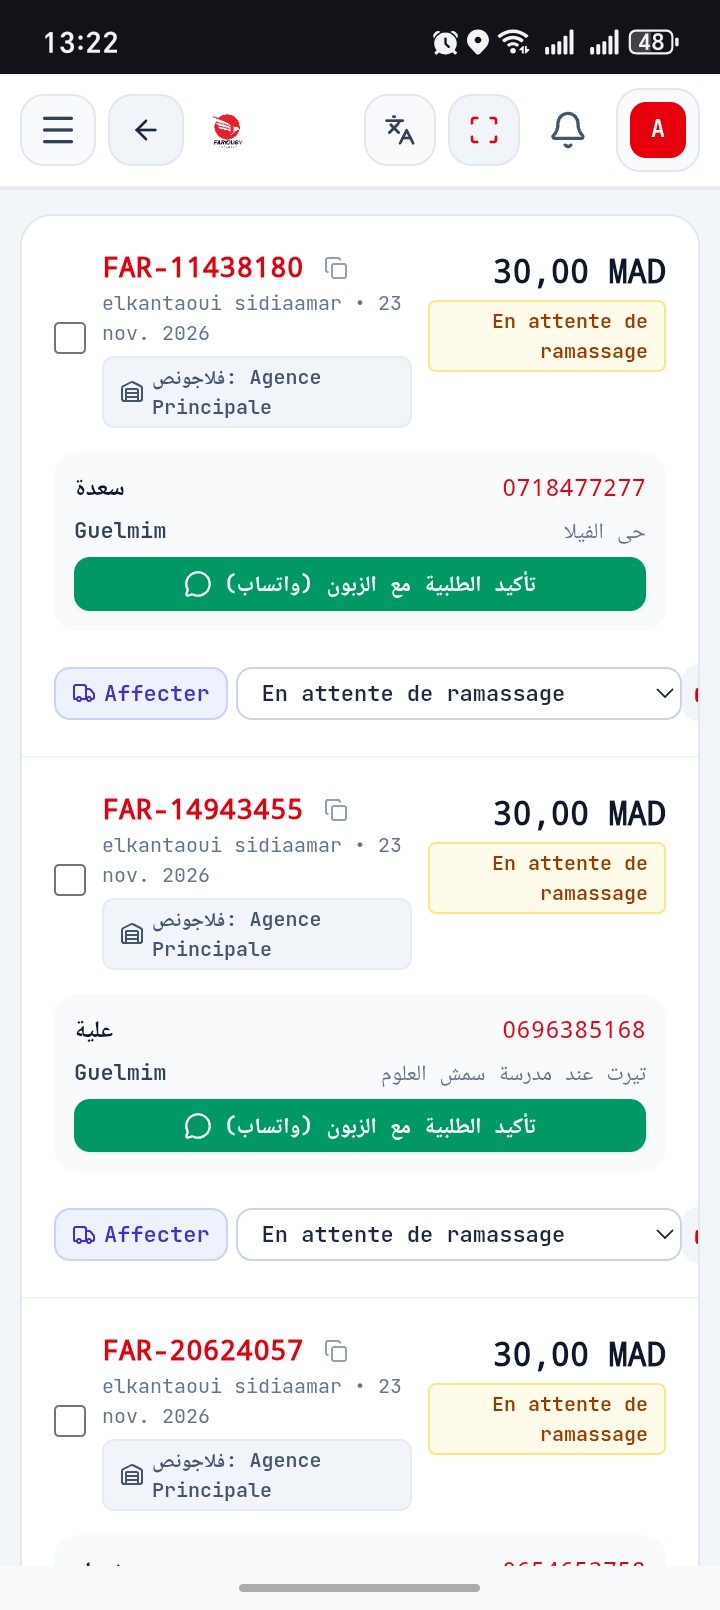 13:22
48
FARIOUBY
A
FAR-11438180
30,00 MAD
elkantaoui sidiaamar • 23
nov. 2026
En attente de
ramassage
فلاجونص: Agence
Principale
سعدة
0718477277
Guelmim
حى الفيلا
تأكيد الطلبية مع الزبون (واتساب)
Affecter
En attente de ramassage
FAR-14943455
30,00 MAD
elkantaoui sidiaamar • 23
nov. 2026
En attente de
ramassage
فلاجونص: Agence
Principale
علية
0696385168
Guelmim
تيرت عند مدرسة سمش العلوم
تأكيد الطلبية مع الزبون (واتساب)
Affecter
En attente de ramassage
FAR-20624057
30,00 MAD
elkantaoui sidiaamar • 23
nov. 2026
En attente de
ramassage
فلاجونص: Agence
Principale